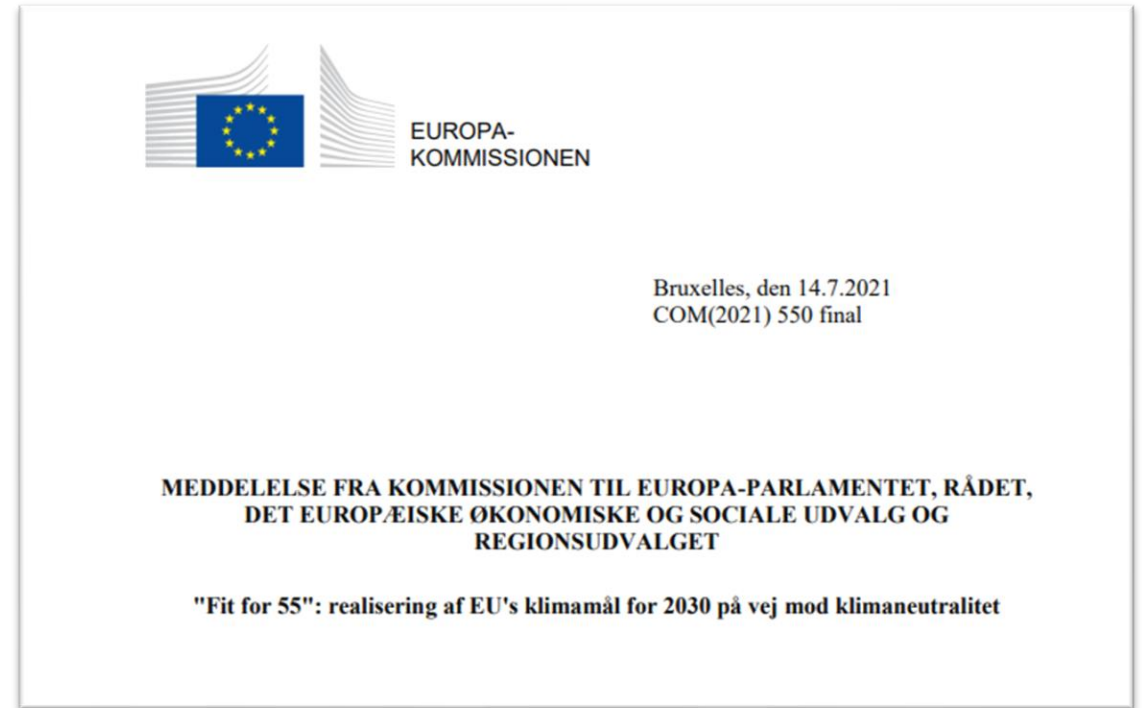 EUROPA-
KOMMISSIONEN
Bruxelles, den 14.7.2021
COM(2021) 550 final
MEDDELELSE FRA KOMMISSIONEN TIL EUROPA-PARLAMENTET, RÅDET,
DET EUROPÆISKE ØKONOMISKE OG SOCIALE UDVALG OG
REGIONSUDVALGET
"Fit for 55": realisering af EU's klimamål for 2030 på vej mod klimaneutralitet